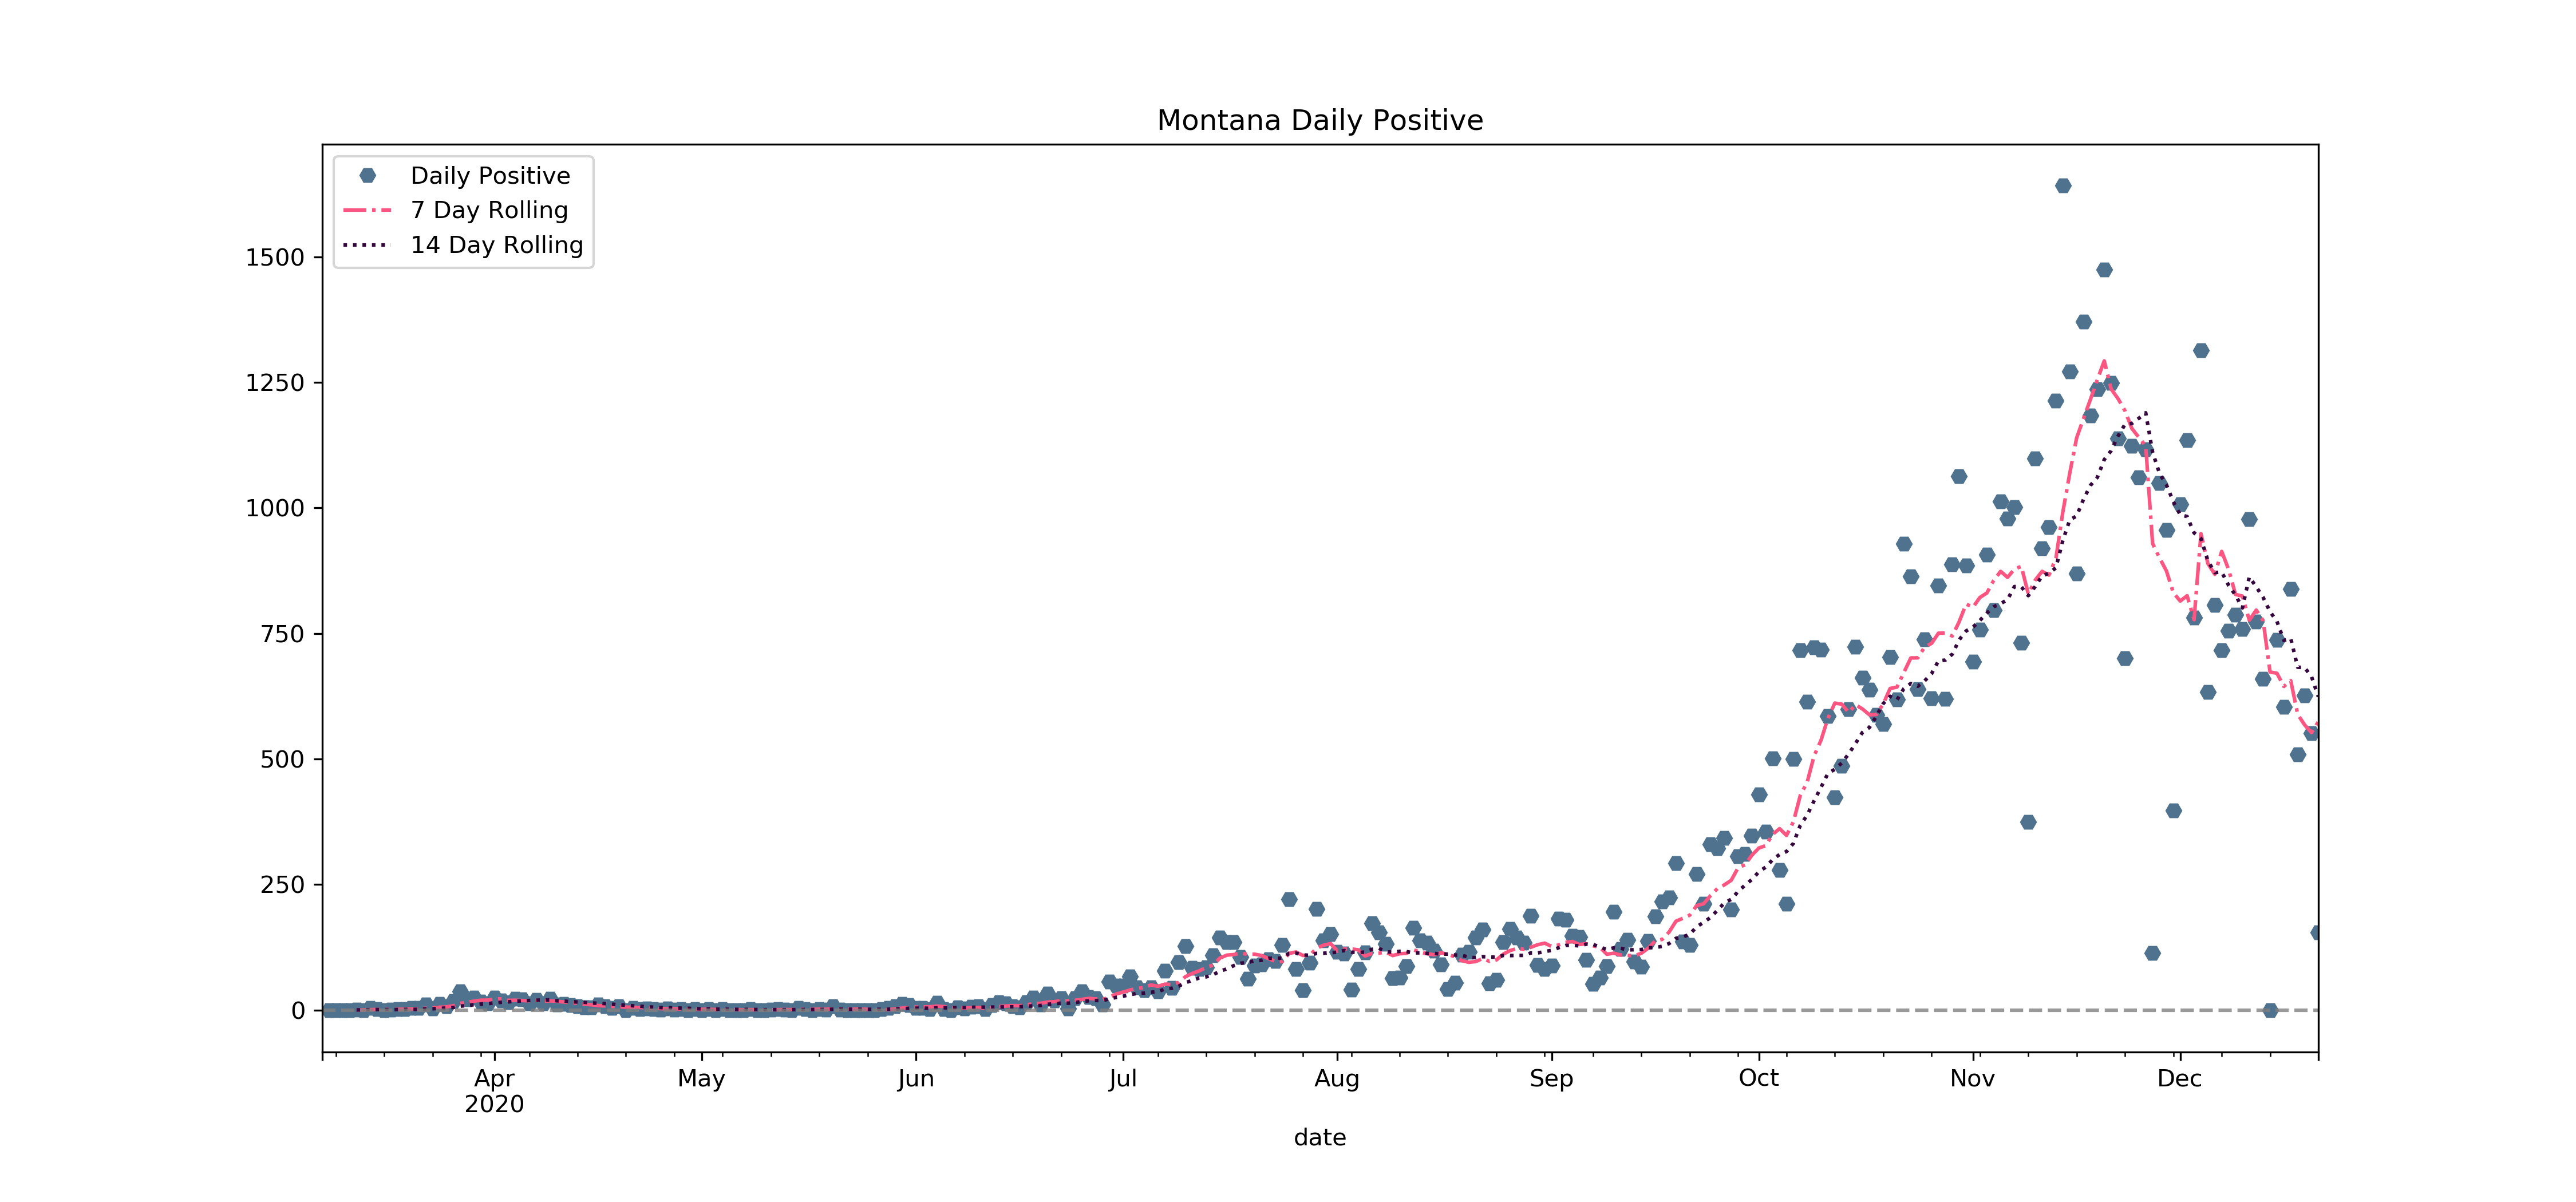 Montana Daily Positive
Daily Positive
7 Day Rolling
14 Day Rolling
1500
1250
1000
750
500
250
0
Apr May Jun Jul Aug Sep Oct Nov Dec
2020
date